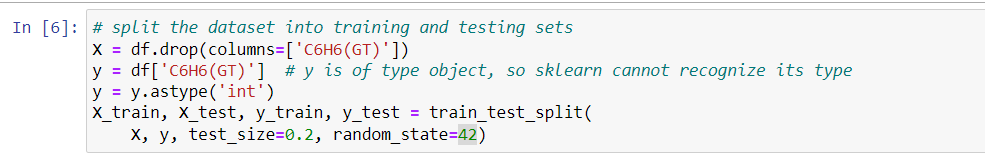 In [6]: # split the dataset into training and testing sets
X = df.drop(columns=['C6H6(GT)'])
y = df['C6H6(GT)']  # y is of type object, so sklearn cannot recognize its type
y = y.astype('int')
X_train, X_test, y_train, y_test = train_test_split(
    X, y, test_size=0.2, random_state=42)